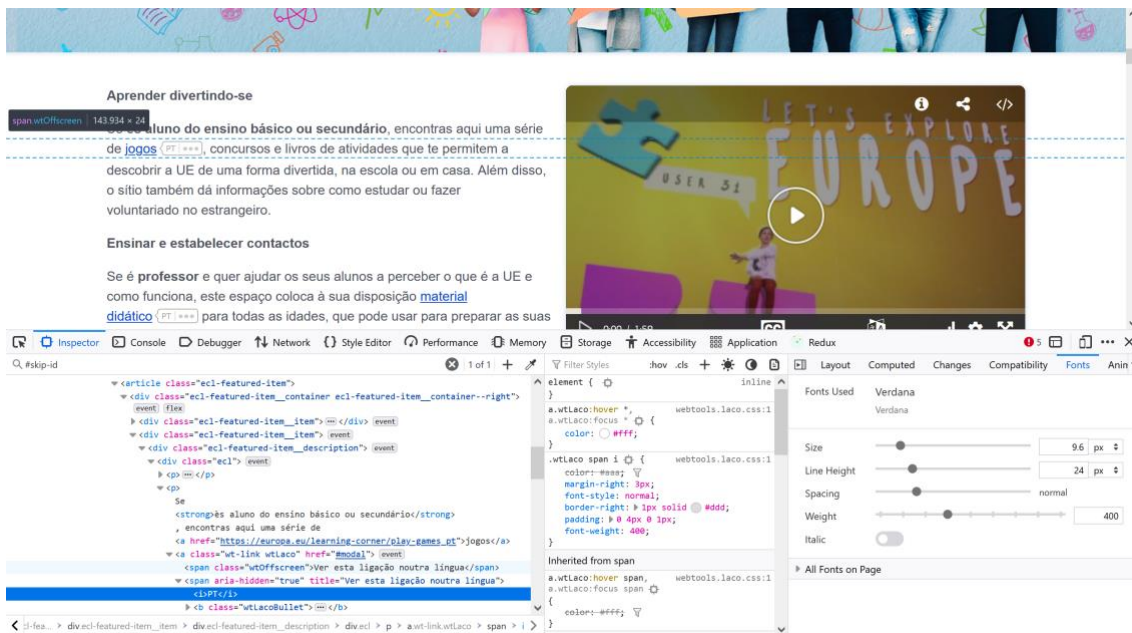 Aprender divertindo-se
span.wtOffscreen | 143.934 × 24
aluno do ensino básico ou secundário, encontras aqui uma série
de jogos PT, concursos e livros de atividades que te permitem a
descobrir a UE de uma forma divertida, na escola ou em casa. Além disso,
o sítio também dá informações sobre como estudar ou fazer
voluntariado no estrangeiro.
Ensinar e estabelecer contactos
Se é professor e quer ajudar os seus alunos a perceber o que é a UE e
como funciona, este espaço coloca à sua disposição material
didático PT para todas as idades, que pode usar para preparar as suas
LET'S EXPLORE
EUROPE
USER 51
</>
0:00 / 1:58
CC
Inspector Console Debugger Network {} Style Editor Performance Memory Storage Accessibility Application Redux 5
#skip-id 1 of 1 +
<article class="ecl-featured-item">
<div class="ecl-featured-item__container ecl-featured-item__container--right">
event flex
<div class="ecl-featured-item__item"> </div> event
<div class="ecl-featured-item__item"> event
<div class="ecl-featured-item__description"> event
<div class="ecl"> event
<p> </p>
<p>
Se
<strong>ès aluno do ensino básico ou secundário</strong>
, encontras aqui uma série de
<a href="https://europa.eu/learning-corner/play-games_pt">jogos</a>
<a class="wt-link wtLaco" href="#modal"> event
<span class="wtOffscreen">Ver esta ligação noutra língua</span>
<span aria-hidden="true" title="Ver esta ligação noutra língua">
<i>PT</i>
<b class="wtLacoBullet"> </b>
cl-fea... > div.ecl-featured-item__item > div.ecl-featured-item__description > div.ecl > p > a.wt-link.wtLaco > span > i
Filter Styles :hov .cls +
element { inline
}
a.wtLaco:hover *, webtools.laco.css:1
a.wtLaco:focus * {
color: #fff;
}
.wtLaco span i { webtools.laco.css:1
color: #aaa;
margin-right: 3px;
font-style: normal;
border-right: 1px solid #ddd;
padding: 0 4px 0 1px;
font-weight: 400;
}
Inherited from span
a.wtLaco:hover span, webtools.laco.css:1
a.wtLaco:focus span
{
color: #fff;
}
Layout Computed Changes Compatibility Fonts Anin
Fonts Used Verdana
Verdana
Size 9.6 px
Line Height 24 px
Spacing normal
Weight 400
Italic
All Fonts on Page